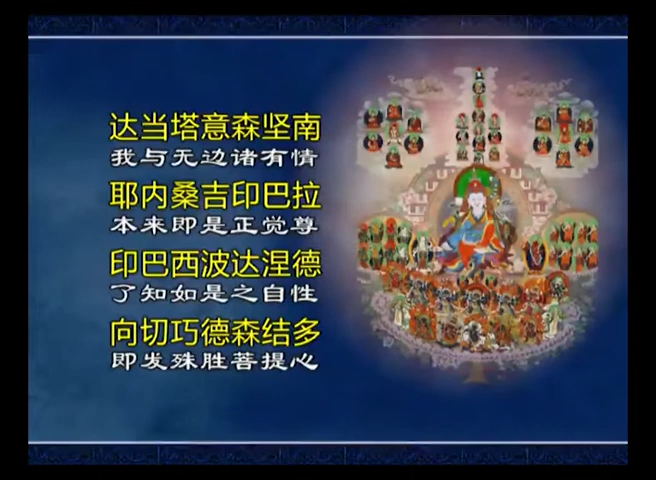 达当塔意森坚南
我与无边诸有情
耶内桑吉印巴拉
本来即是正觉尊
印巴西波达涅德
了知如是之自性
向切巧德森结多
即发殊胜菩提心